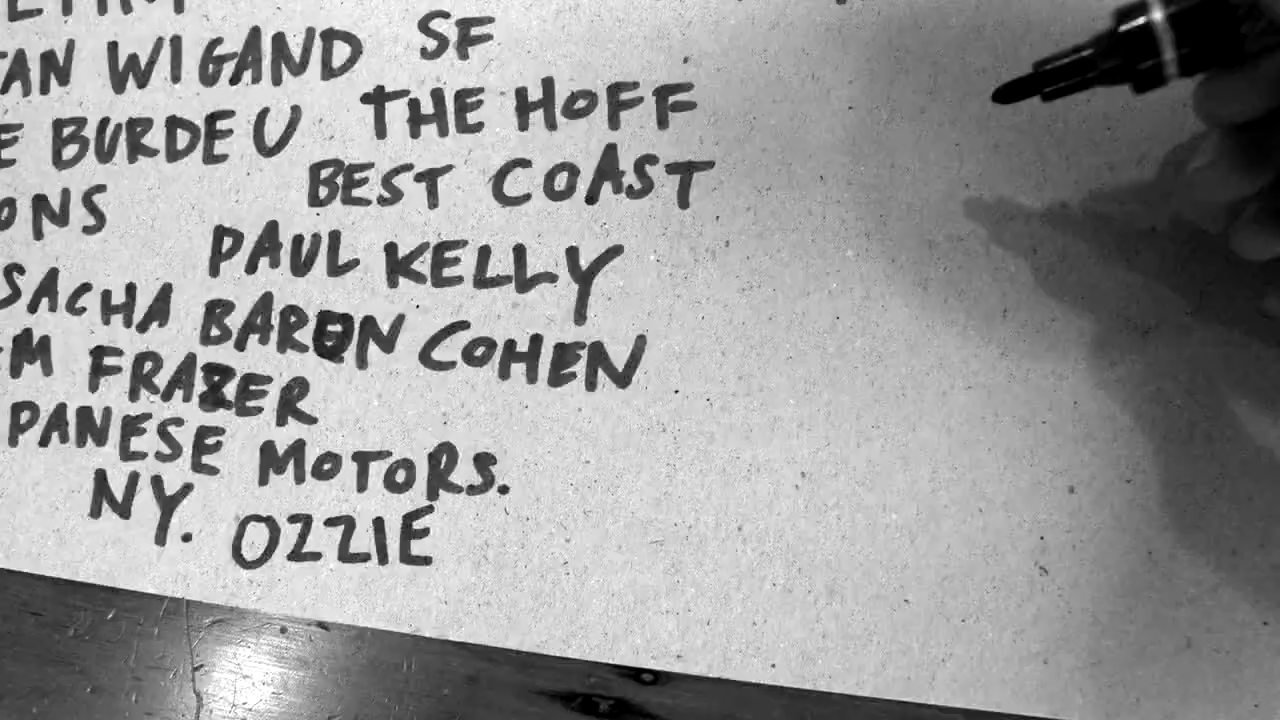 TAN WIGAND SF
E BURDEU THE HOFF
ONS BEST COAST
PAUL KELLY
SACHA BARON COHEN
EM FRAZER
PANESE MOTORS.
NY. OZZIE